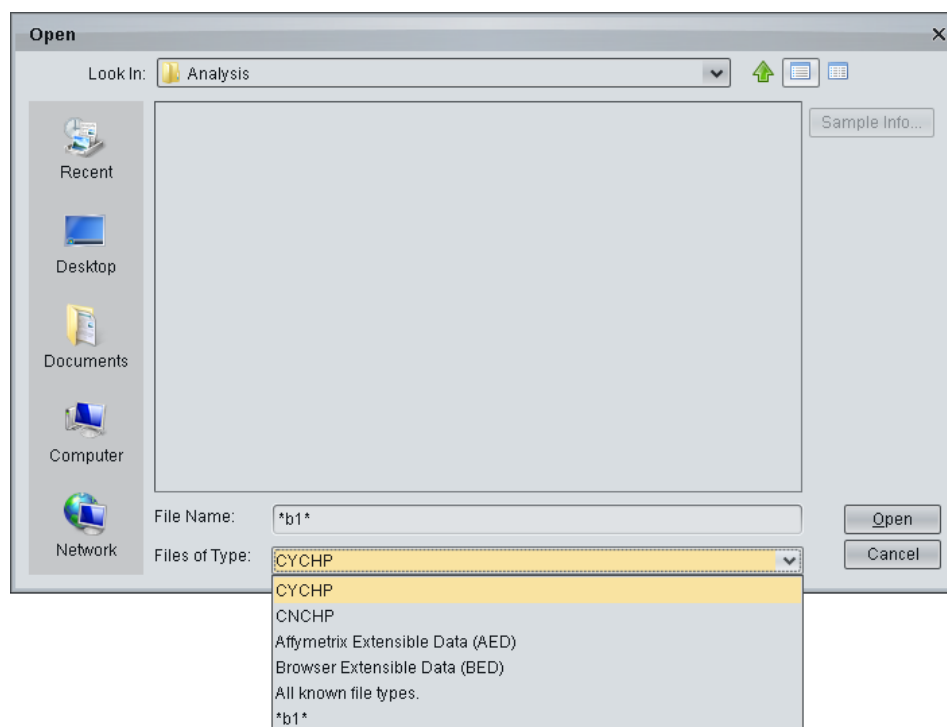 Open
Look In: Analysis
Sample Info...
Recent
Desktop
Documents
Computer
Network
File Name: *b1*
Open
Files of Type: CYCHP
Cancel
CYCHP
CNCHP
Affymetrix Extensible Data (AED)
Browser Extensible Data (BED)
All known file types.
*b1*